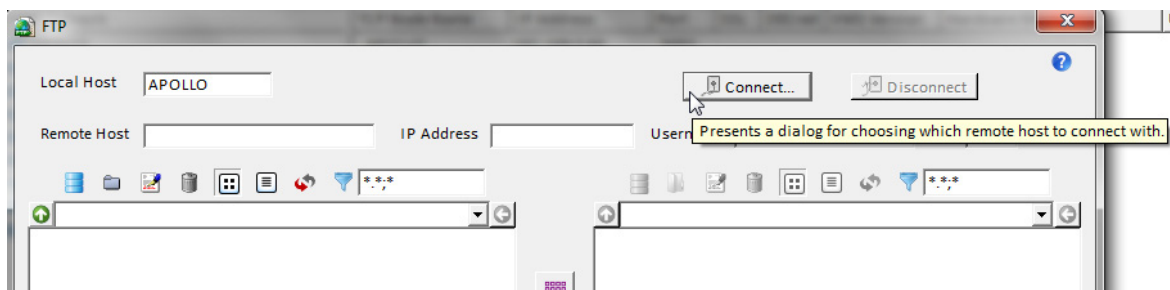 FTP
Local Host APOLLO Connect... Disconnect
Remote Host IP Address Usern
Presents a dialog for choosing which remote host to connect with.
*.*;* *.*;*